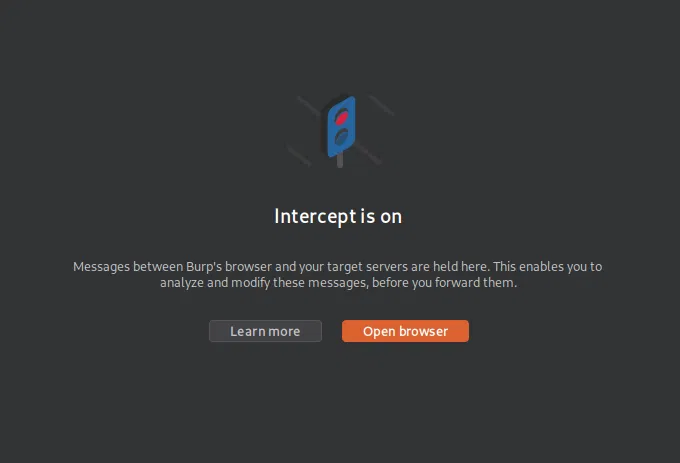 Intercept is on
Messages between Burp's browser and your target servers are held here. This enables you to
analyze and modify these messages, before you forward them.
Learn more
Open browser